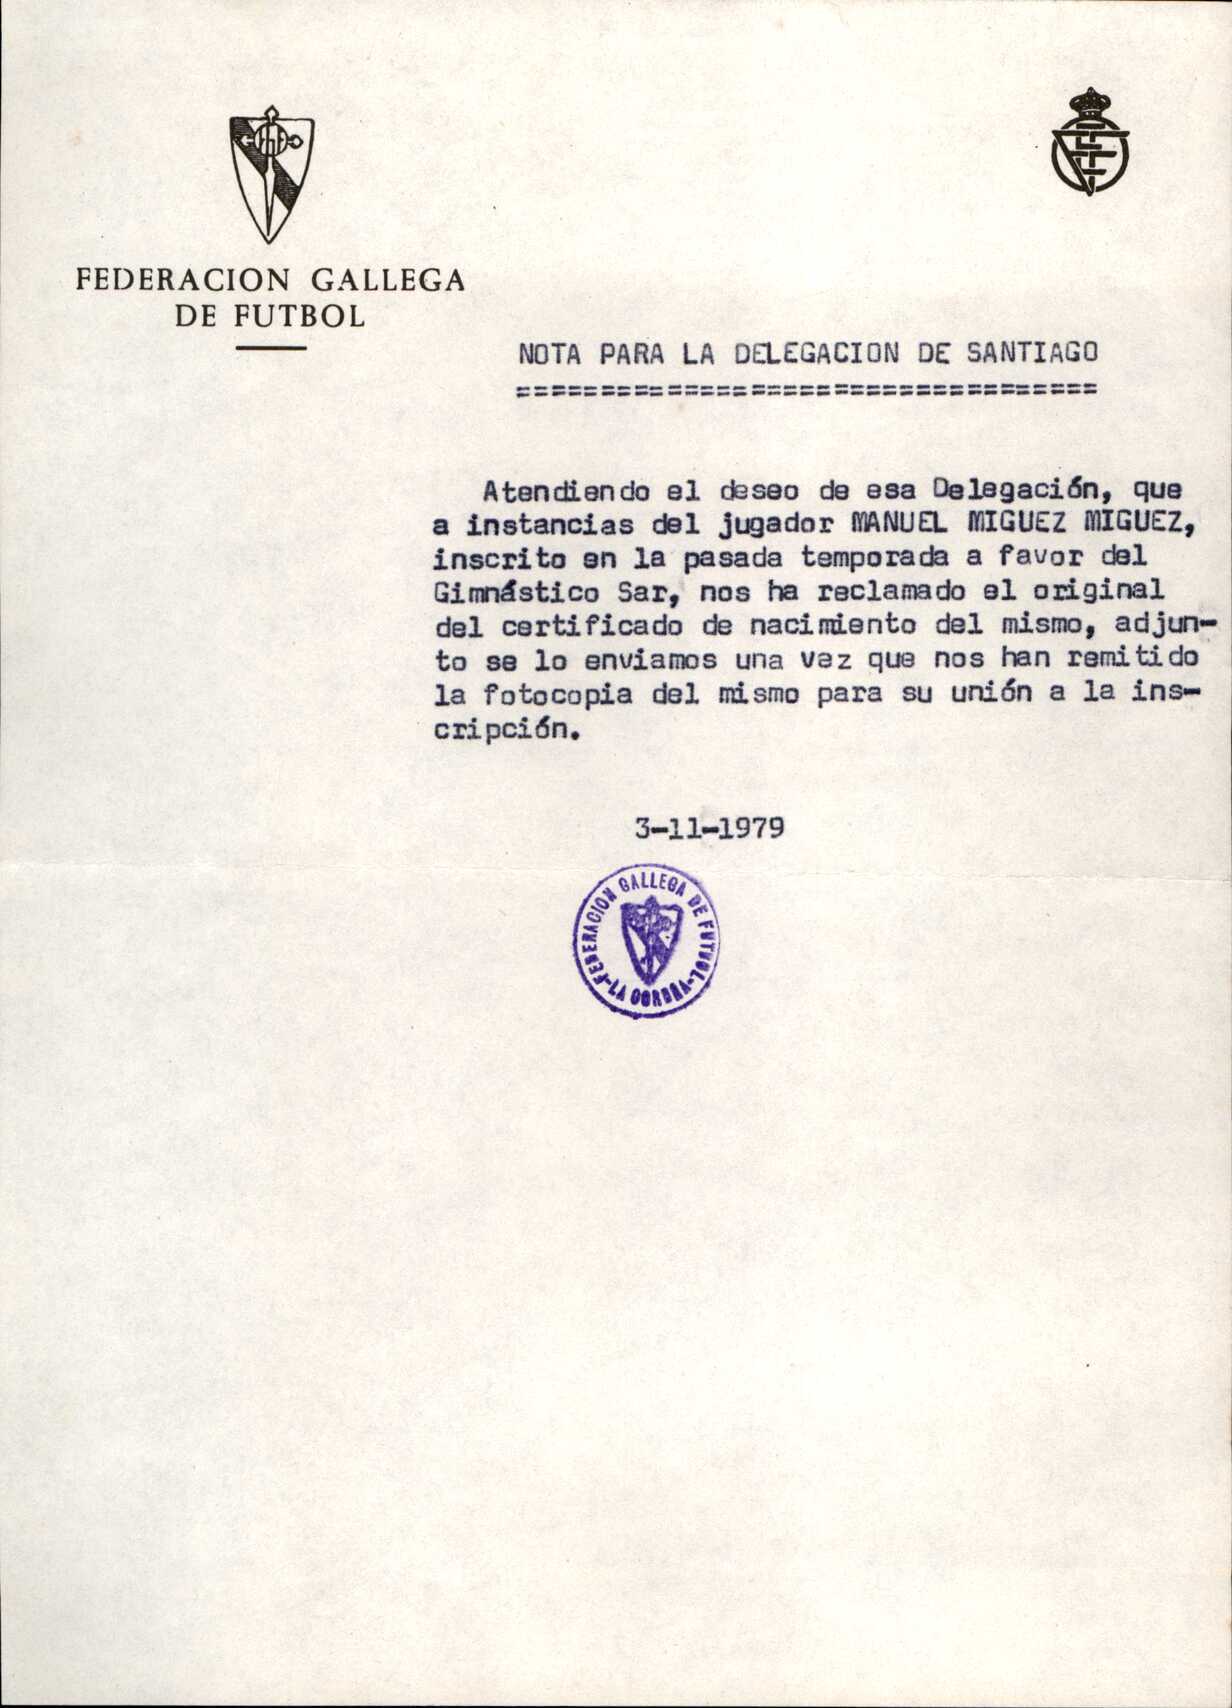 FEDERACION GALLEGA
DE FUTBOL
NOTA PARA LA DELEGACION DE SANTIAGO
===================================
Atendiendo el deseo de esa Delegación, que
a instancias del jugador MANUEL MIGUEZ MIGUEZ,
inscrito en la pasada temporada a favor del
Gimnástico Sar, nos ha reclamado el original
del certificado de nacimiento del mismo, adjun-
to se lo enviamos una vez que nos han remitido
la fotocopia del mismo para su unión a la ins-
cripción.
3-11-1979
FEDERACION GALLEGA DE FUTBOL
-LA CORUÑA-